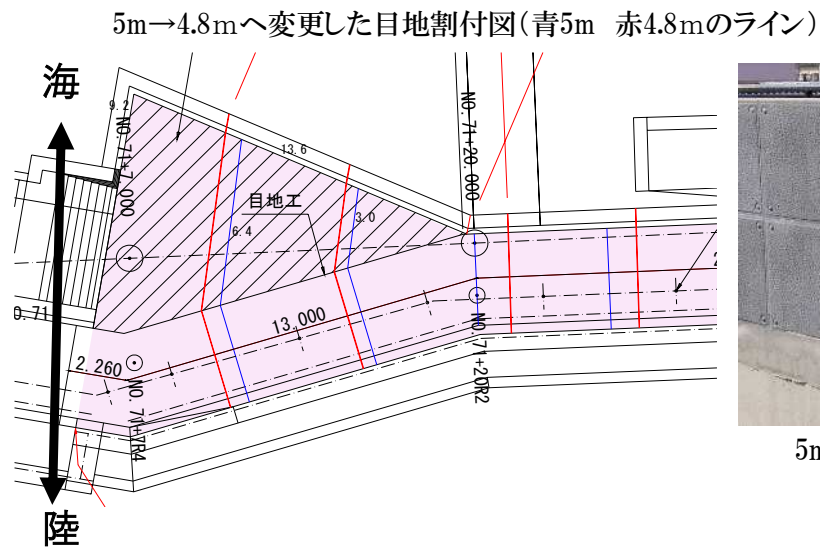 5m→4.8ｍへ変更した目地割付図(青5m　赤4.8mのライン)
海
9.2
NO.71+7.000
13.6
NO.71+20.000
目地工
6.4
3.0
0.71
13,000
2.260
NO.71+7R4
NO.71+20R2
2
陸
5m